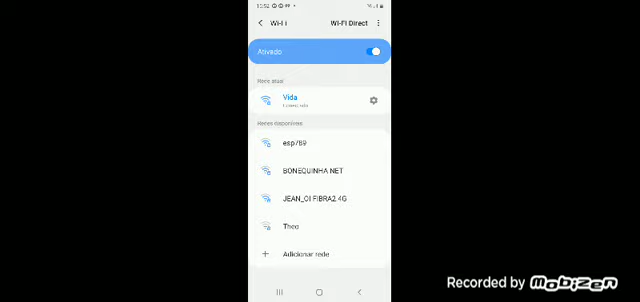 Wi-Fi
Wi-Fi Direct
Ativado
Rede atual
Vida
Redes disponíveis
esp789
BONEQUINHA NET
JEAN_OI FIBRA2.4G
Theo
Adicionar rede
Recorded by Mobizen